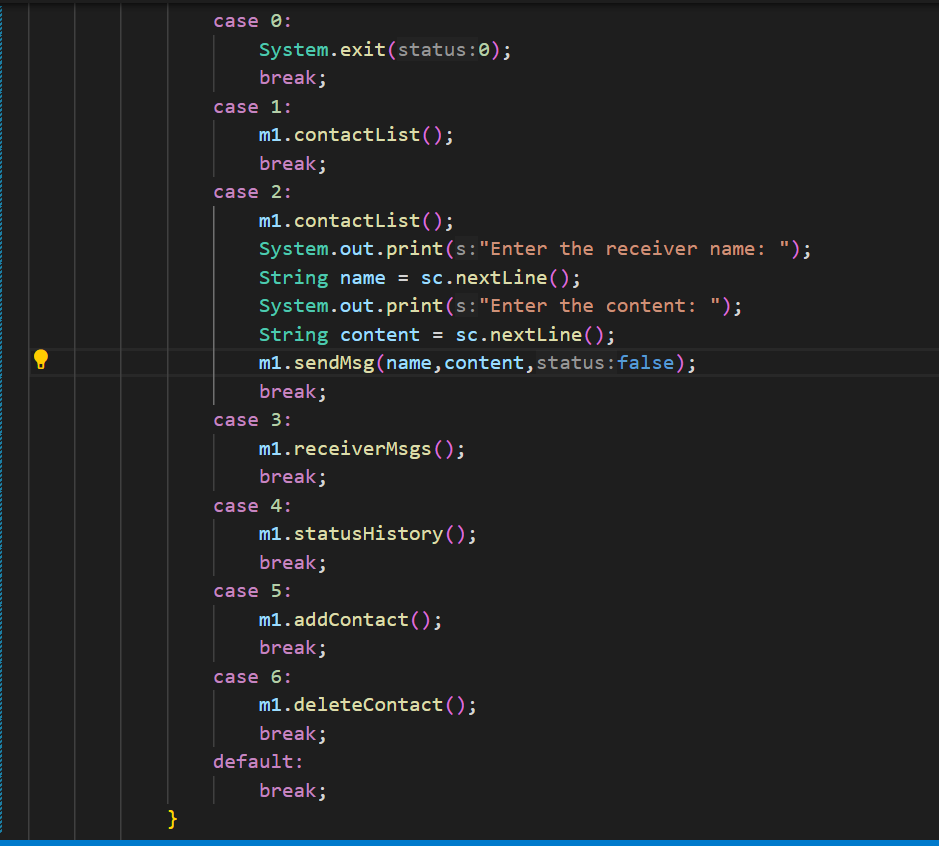 case 0:
System.exit(status:0);
break;
case 1:
m1.contactList();
break;
case 2:
m1.contactList();
System.out.print(s:"Enter the receiver name: ");
String name = sc.nextLine();
System.out.print(s:"Enter the content: ");
String content = sc.nextLine();
m1.sendMsg(name,content,status:false);
break;
case 3:
m1.receiverMsgs();
break;
case 4:
m1.statusHistory();
break;
case 5:
m1.addContact();
break;
case 6:
m1.deleteContact();
break;
default:
break;
}